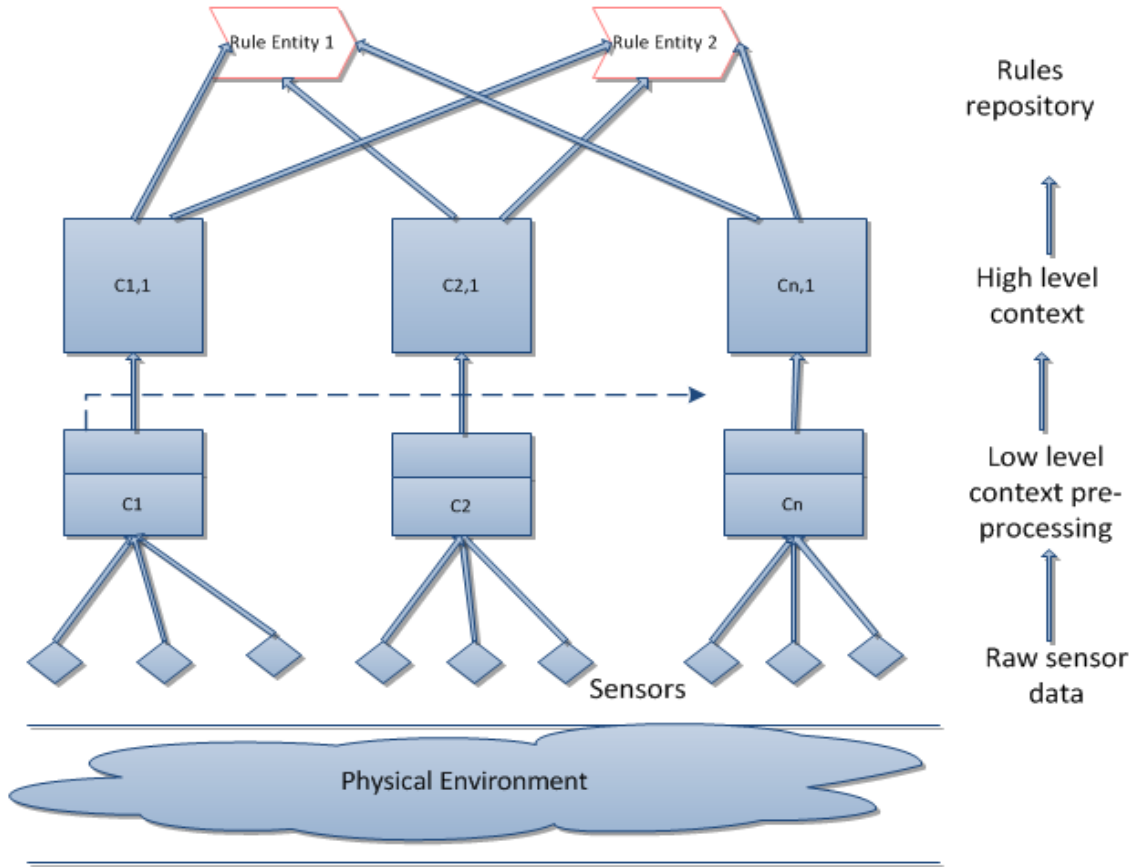 Rule Entity 1
Rule Entity 2
Rules
repository
C1,1
C2,1
Cn,1
High level
context
C1
C2
Cn
Low level
context pre-
processing
Sensors
Raw sensor
data
Physical Environment